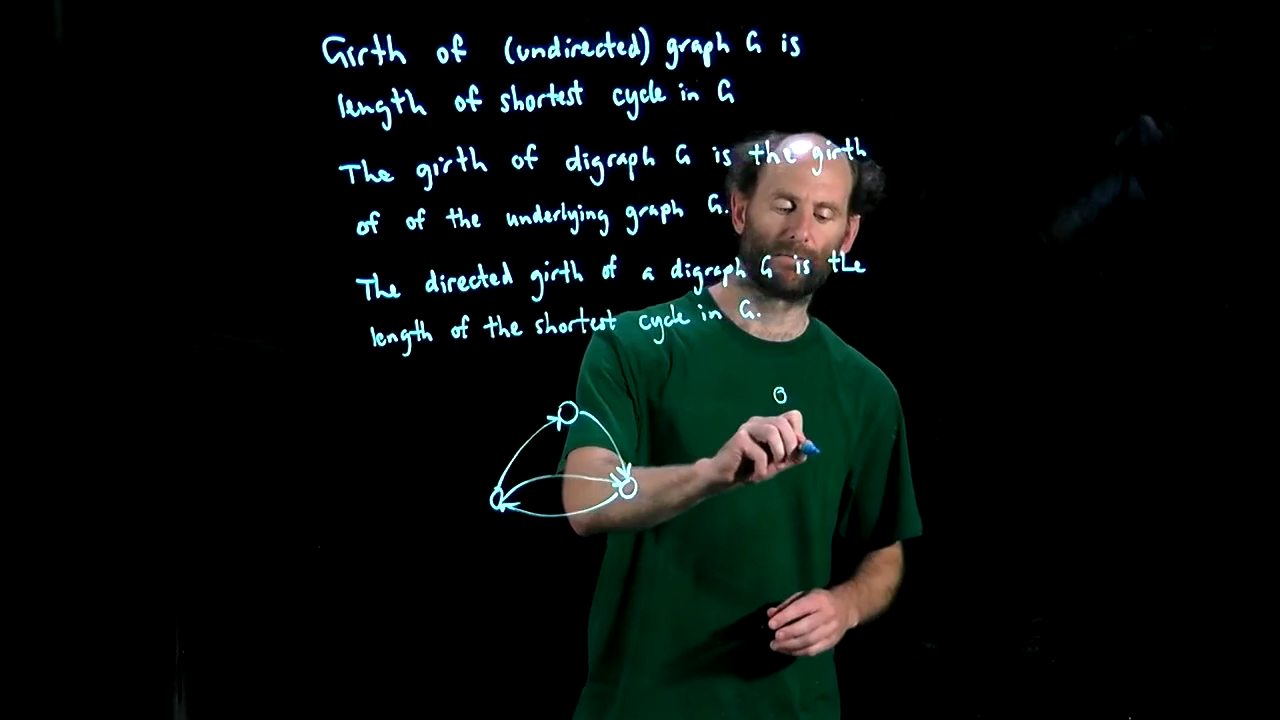 Girth of (undirected) graph G is
length of shortest cycle in G
The girth of digraph G is the girth
of of the underlying graph G.
The directed girth of a digraph G is the
length of the shortest cycle in G.